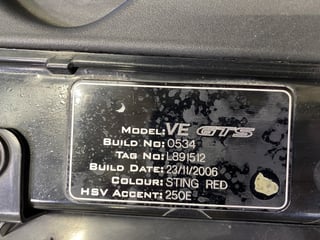 MODEL: VE GTS
BUILD NO: 0534
TAG NO: L891512
BUILD DATE: 23/11/2006
COLOUR: STING RED
HSV ACCENT: 250E